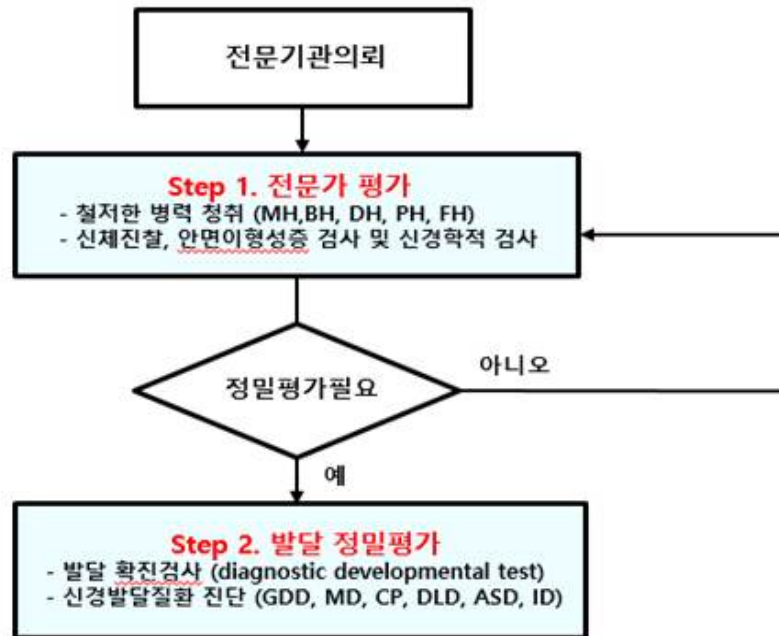 전문기관의뢰
Step 1. 전문가 평가
- 철저한 병력 청취 (MH,BH, DH, PH, FH)
- 신체진찰, 안면이형성증 검사 및 신경학적 검사
정밀평가필요
아니오
예
Step 2. 발달 정밀평가
- 발달 확진검사 (diagnostic developmental test)
- 신경발달질환 진단 (GDD, MD, CP, DLD, ASD, ID)